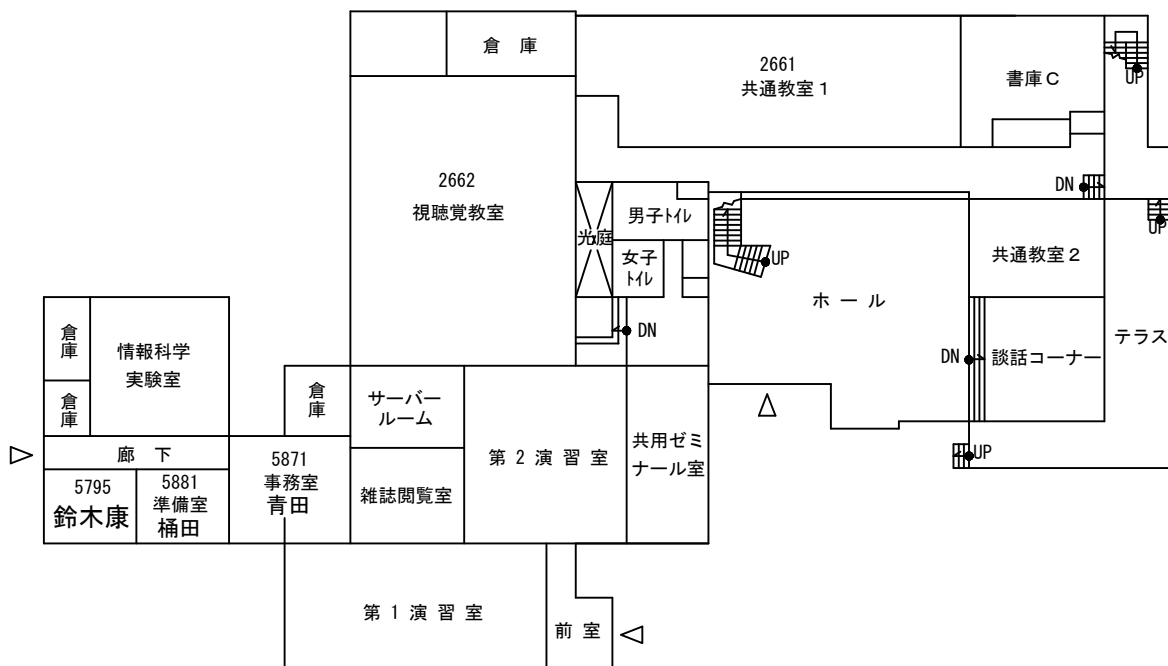 倉 庫
2661
共通教室1
書庫C
UP
2662
視聴覚教室
DN
男子トイレ
光庭
女子
トイレ
UP
UP
共通教室2
ホール
DN
倉庫
情報科学
実験室
DN
談話コーナー
テラス
倉庫
倉庫
サーバー
ルーム
廊 下
5871
事務室
青田
雑誌閲覧室
第2演習室
共用ゼミ
ナール室
UP
5795
鈴木康
5881
準備室
桶田
第1演習室
前室